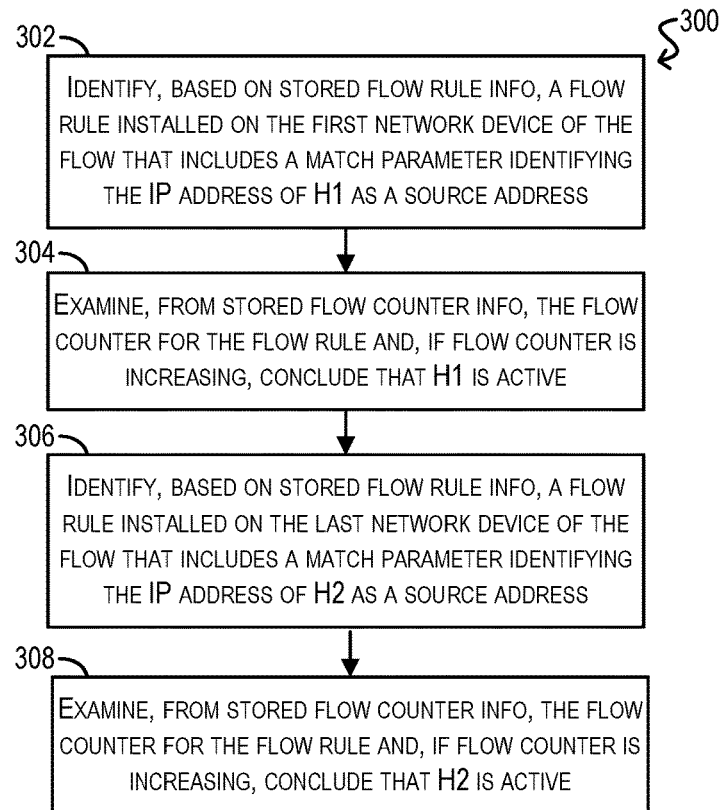 300
302
IDENTIFY, BASED ON STORED FLOW RULE INFO, A FLOW
RULE INSTALLED ON THE FIRST NETWORK DEVICE OF THE
FLOW THAT INCLUDES A MATCH PARAMETER IDENTIFYING
THE IP ADDRESS OF H1 AS A SOURCE ADDRESS
304
EXAMINE, FROM STORED FLOW COUNTER INFO, THE FLOW
COUNTER FOR THE FLOW RULE AND, IF FLOW COUNTER IS
INCREASING, CONCLUDE THAT H1 IS ACTIVE
306
IDENTIFY, BASED ON STORED FLOW RULE INFO, A FLOW
RULE INSTALLED ON THE LAST NETWORK DEVICE OF THE
FLOW THAT INCLUDES A MATCH PARAMETER IDENTIFYING
THE IP ADDRESS OF H2 AS A SOURCE ADDRESS
308
EXAMINE, FROM STORED FLOW COUNTER INFO, THE FLOW
COUNTER FOR THE FLOW RULE AND, IF FLOW COUNTER IS
INCREASING, CONCLUDE THAT H2 IS ACTIVE